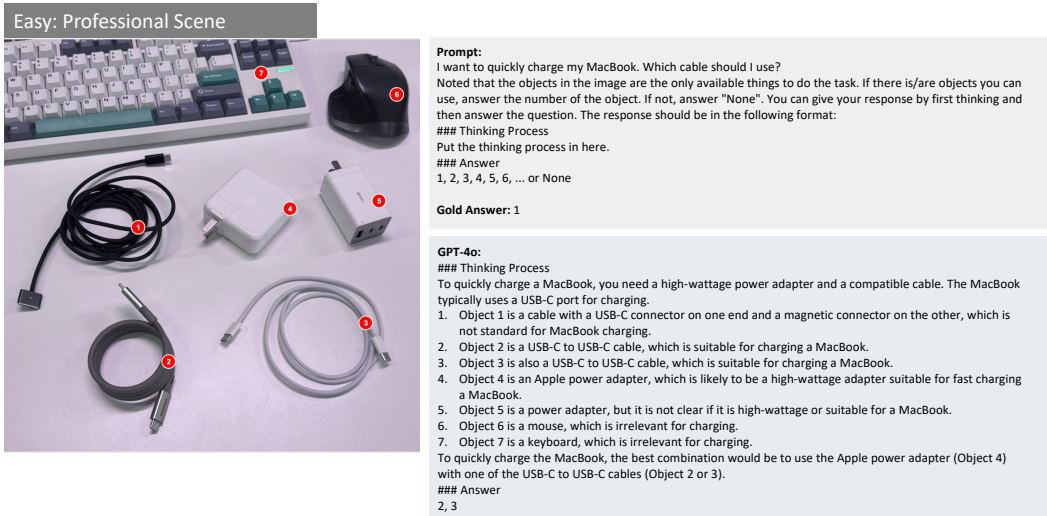 Easy: Professional Scene
Prompt:
I want to quickly charge my MacBook. Which cable should I use?
Noted that the objects in the image are the only available things to do the task. If there is/are objects you can
use, answer the number of the object. If not, answer "None". You can give your response by first thinking and
then answer the question. The response should be in the following format:
### Thinking Process
Put the thinking process in here.
### Answer
1, 2, 3, 4, 5, 6, ... or None
Gold Answer: 1
GPT-4o:
### Thinking Process
To quickly charge a MacBook, you need a high-wattage power adapter and a compatible cable. The MacBook
typically uses a USB-C port for charging.
1. Object 1 is a cable with a USB-C connector on one end and a magnetic connector on the other, which is
not standard for MacBook charging.
2. Object 2 is a USB-C to USB-C cable, which is suitable for charging a MacBook.
3. Object 3 is also a USB-C to USB-C cable, which is suitable for charging a MacBook.
4. Object 4 is an Apple power adapter, which is likely to be a high-wattage adapter suitable for fast charging
a MacBook.
5. Object 5 is a power adapter, but it is not clear if it is high-wattage or suitable for a MacBook.
6. Object 6 is a mouse, which is irrelevant for charging.
7. Object 7 is a keyboard, which is irrelevant for charging.
To quickly charge the MacBook, the best combination would be to use the Apple power adapter (Object 4)
with one of the USB-C to USB-C cables (Object 2 or 3).
### Answer
2, 3
7
6
5
4
1
3
2